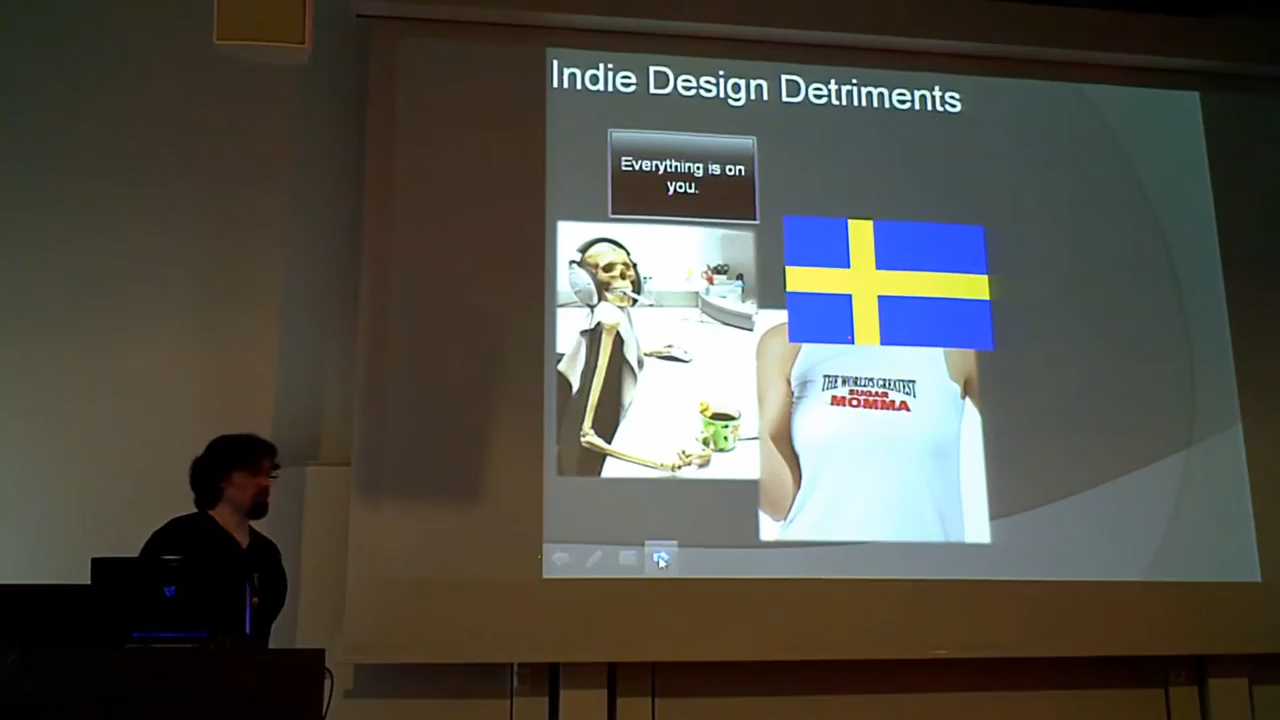 Indie Design Detriments
Everything is on
you.
THE WORLD'S GREATEST
SUGAR
MOMMA